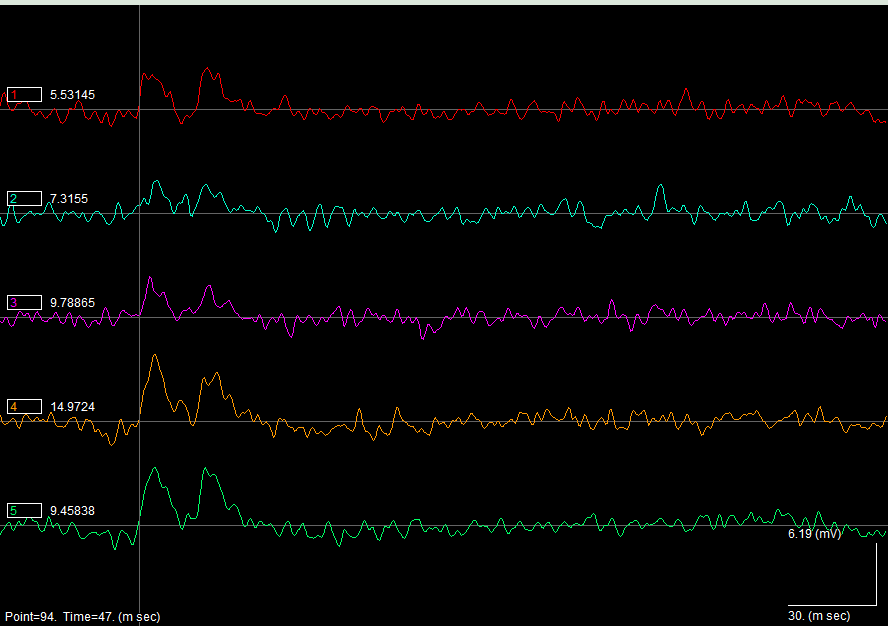 1 5.53145
2 7.3155
3 9.78865
4 14.9724
5 9.45838
6.19 (mV)
Point=94. Time=47. (m sec)
30. (m sec)